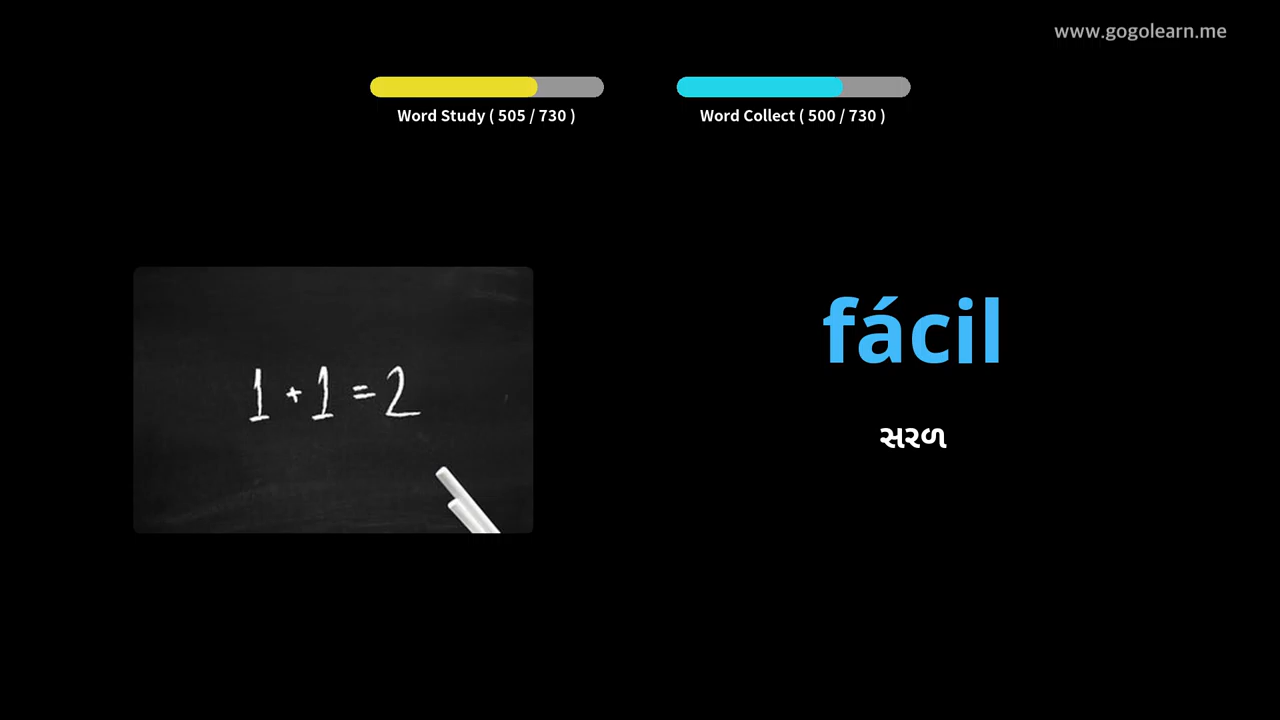 www.gogolearn.me
Word Study ( 505 / 730 )
Word Collect ( 500 / 730 )
1 + 1 = 2
fácil
સરળ